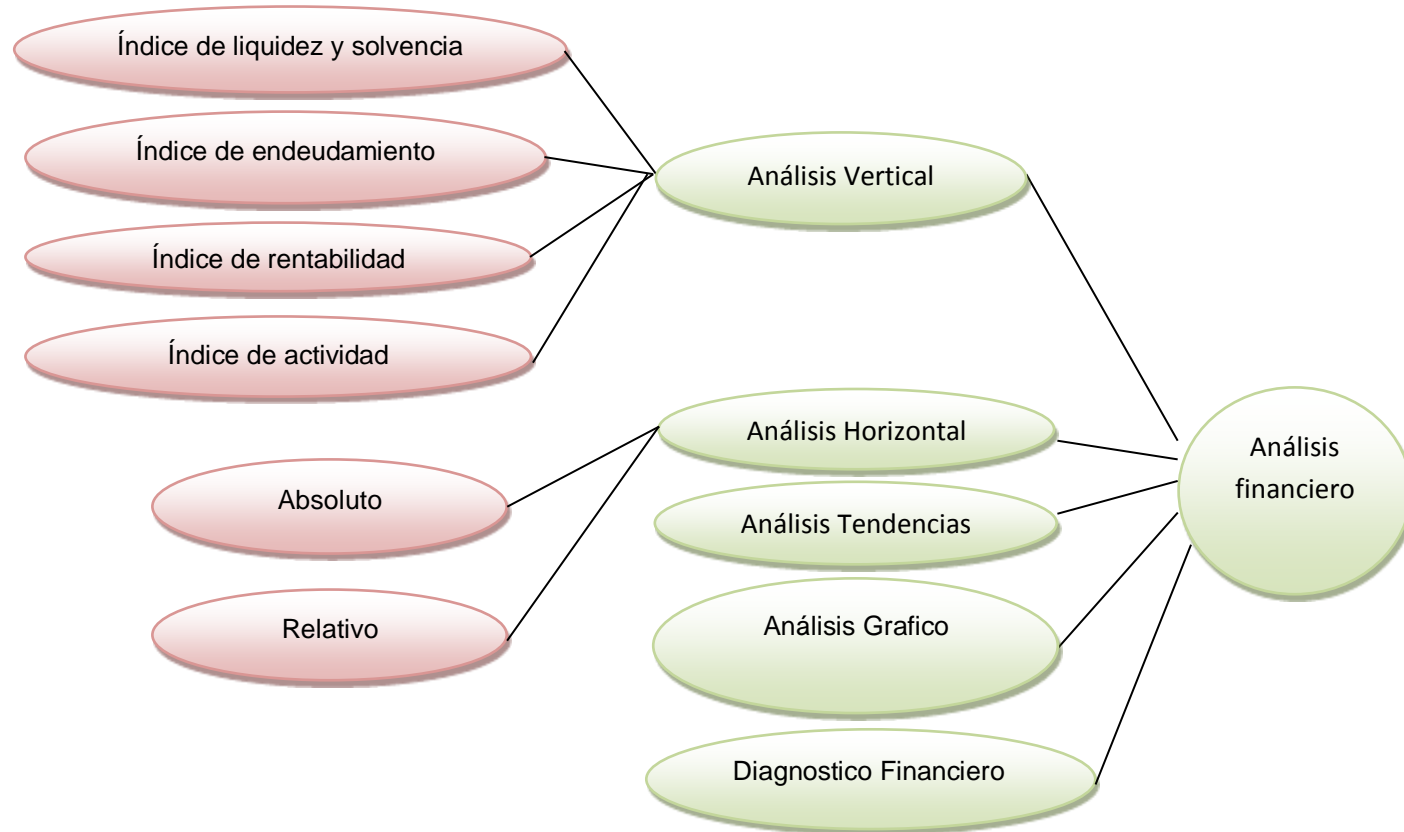 Índice de liquidez y solvencia
Índice de endeudamiento
Análisis Vertical
Índice de rentabilidad
Índice de actividad
Análisis Horizontal
Análisis
financiero
Absoluto
Análisis Tendencias
Relativo
Análisis Grafico
Diagnostico Financiero